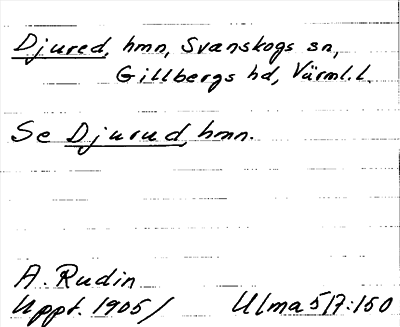 Djured, hmn, Svanskogs sn,
Gillbergs hd, Värml.l.
Se Djurud, hmn.
A. Rudin
Uppt. 1905/ Ulma 517:150